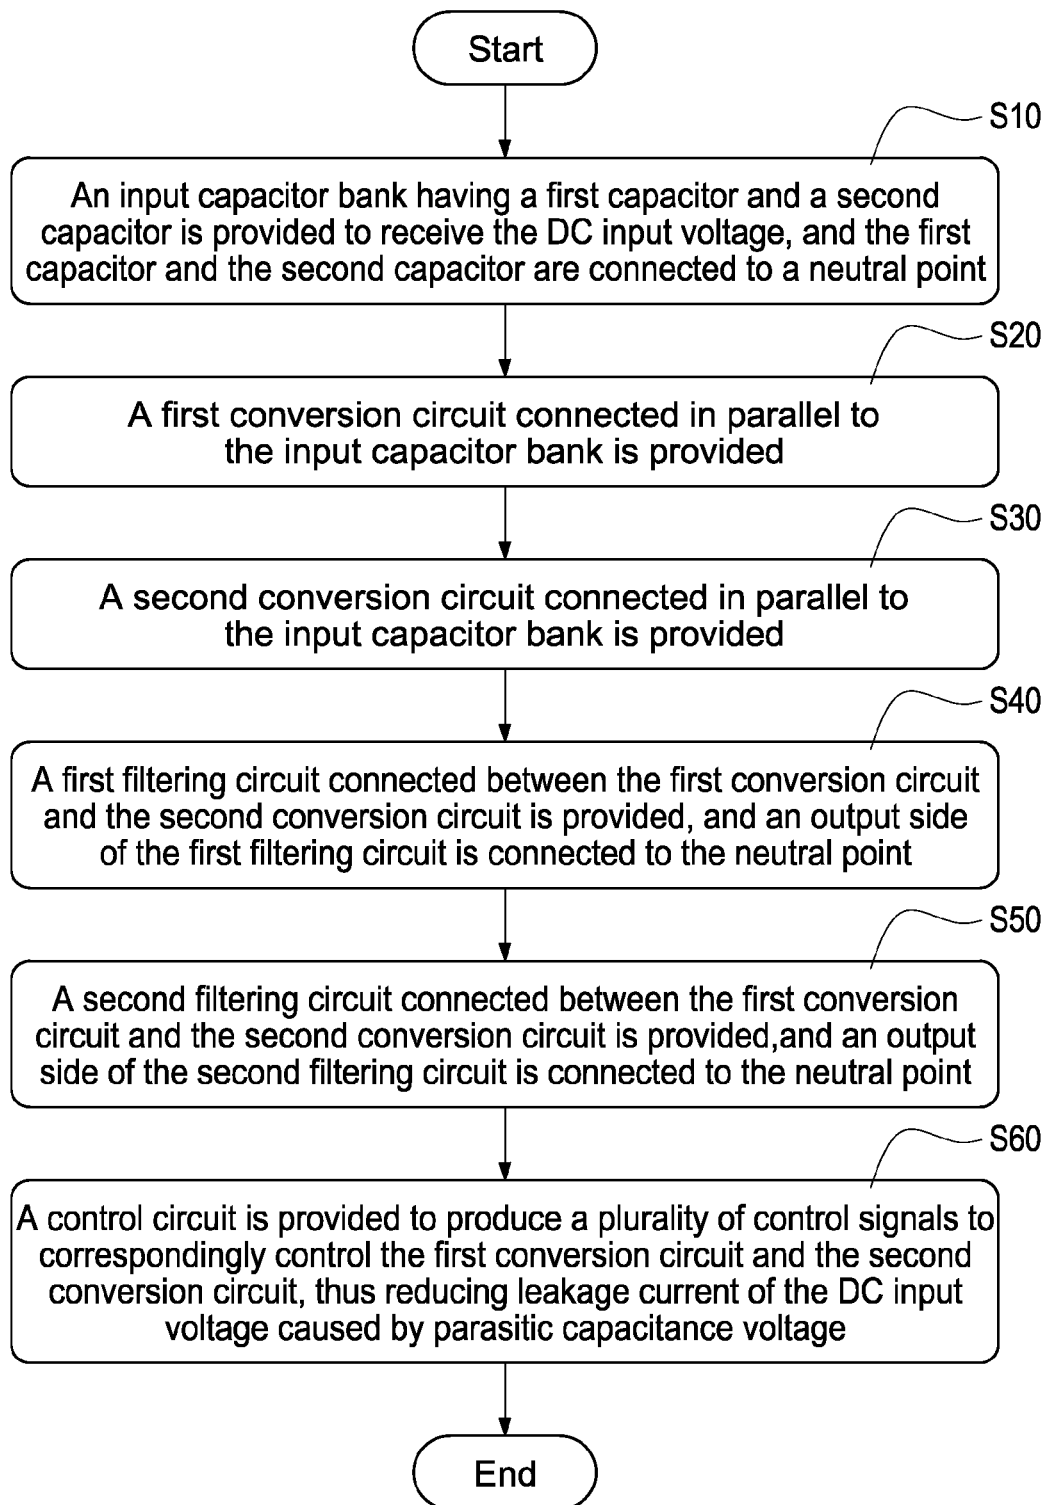 Start
S10
An input capacitor bank having a first capacitor and a second
capacitor is provided to receive the DC input voltage, and the first
capacitor and the second capacitor are connected to a neutral point
S20
A first conversion circuit connected in parallel to
the input capacitor bank is provided
S30
A second conversion circuit connected in parallel to
the input capacitor bank is provided
S40
A first filtering circuit connected between the first conversion circuit
and the second conversion circuit is provided, and an output side
of the first filtering circuit is connected to the neutral point
S50
A second filtering circuit connected between the first conversion
circuit and the second conversion circuit is provided,and an output
side of the second filtering circuit is connected to the neutral point
S60
A control circuit is provided to produce a plurality of control signals to
correspondingly control the first conversion circuit and the second
conversion circuit, thus reducing leakage current of the DC input
voltage caused by parasitic capacitance voltage
End